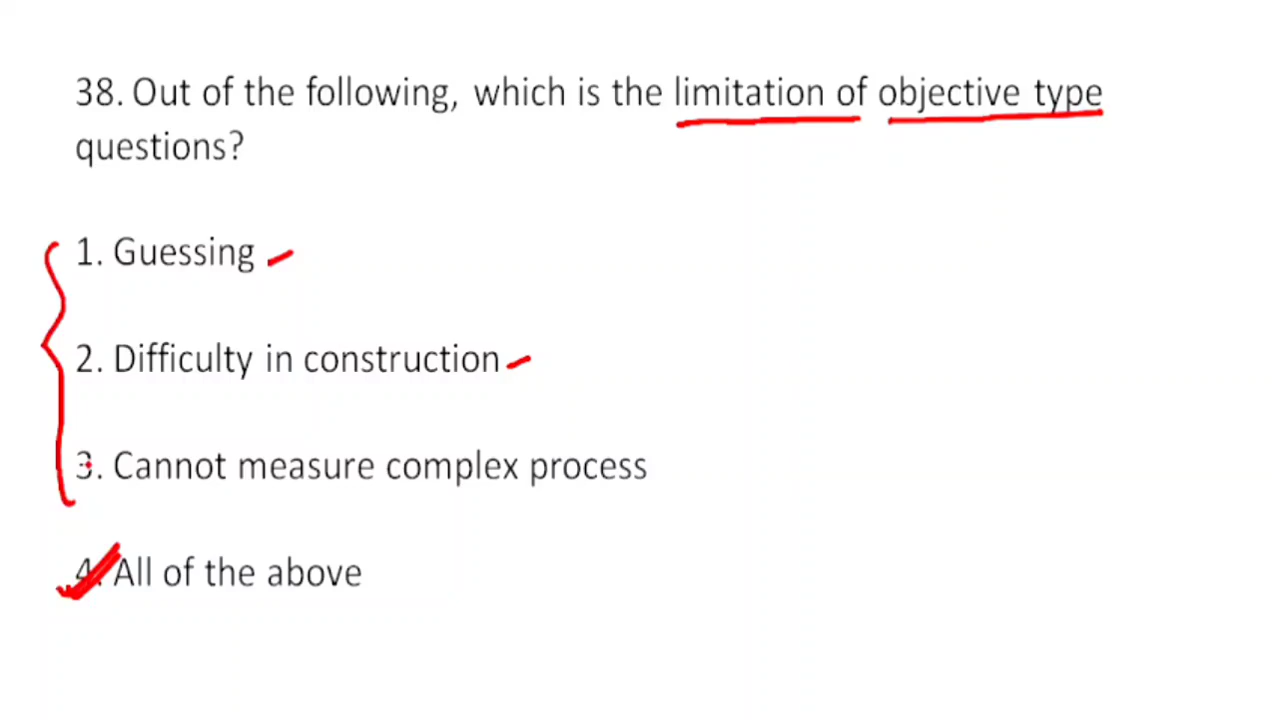 38. Out of the following, which is the limitation of objective type
questions?
1. Guessing
2. Difficulty in construction
3. Cannot measure complex process
4. All of the above